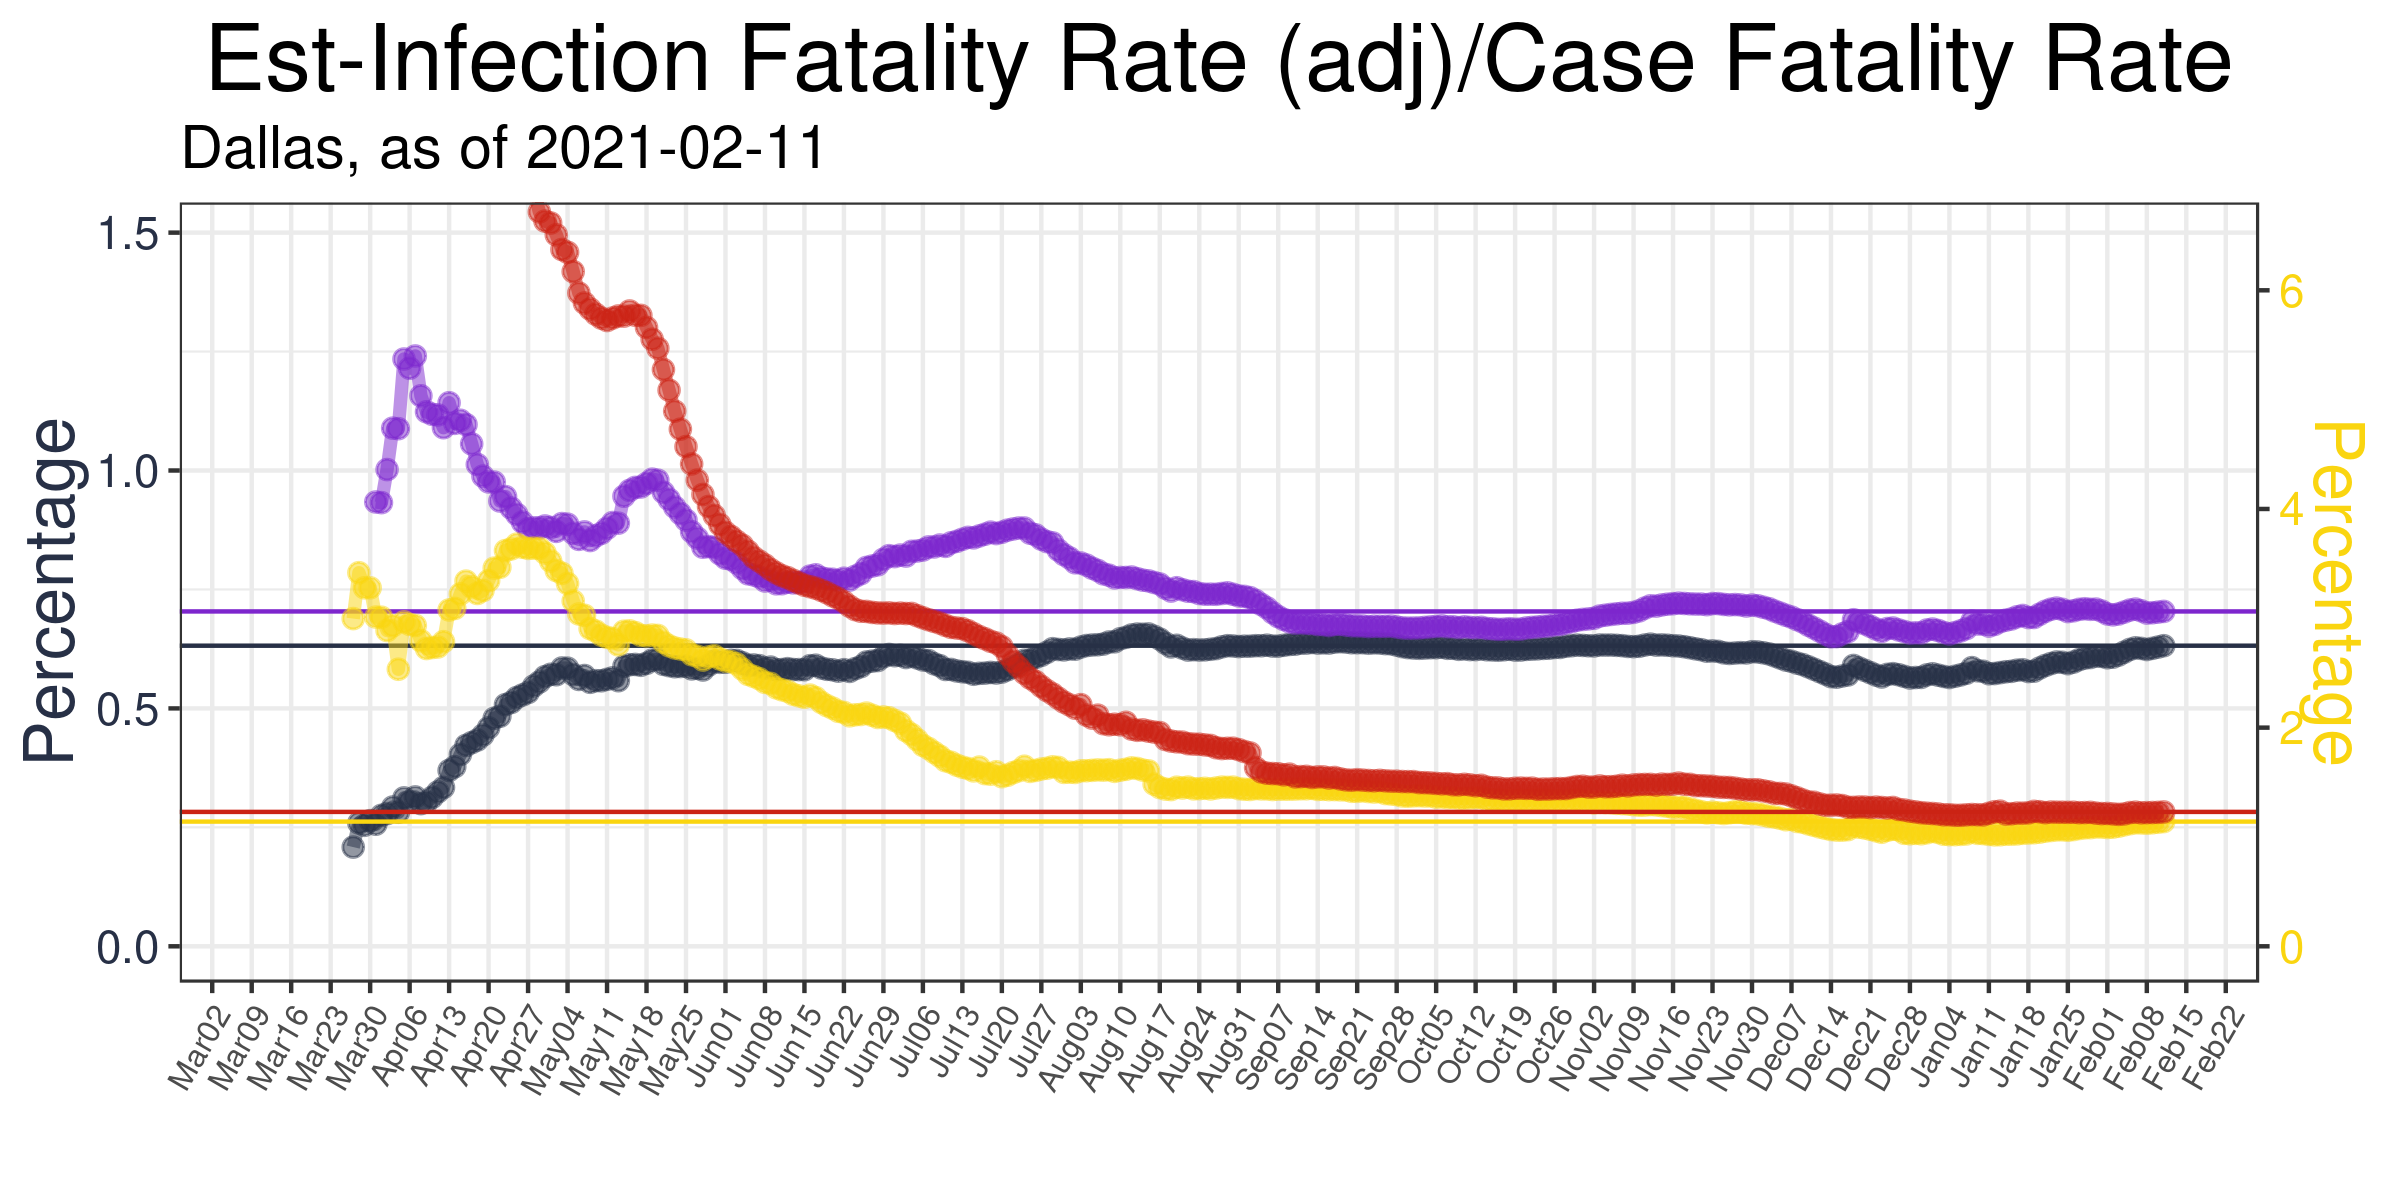 Est-Infection Fatality Rate (adj)/Case Fatality Rate
Dallas, as of 2021-02-11
Percentage
1.5
1.0
0.5
0.0
6
4
2
0
Percentage
Mar02 Mar09 Mar16 Mar23 Mar30 Apr06 Apr13 Apr20 Apr27 May04 May11 May18 May25 Jun01 Jun08 Jun15 Jun22 Jun29 Jul06 Jul13 Jul20 Jul27 Aug03 Aug10 Aug17 Aug24 Aug31 Sep07 Sep14 Sep21 Sep28 Oct05 Oct12 Oct19 Oct26 Nov02 Nov09 Nov16 Nov23 Nov30 Dec07 Dec14 Dec21 Dec28 Jan04 Jan11 Jan18 Jan25 Feb01 Feb08 Feb15 Feb22